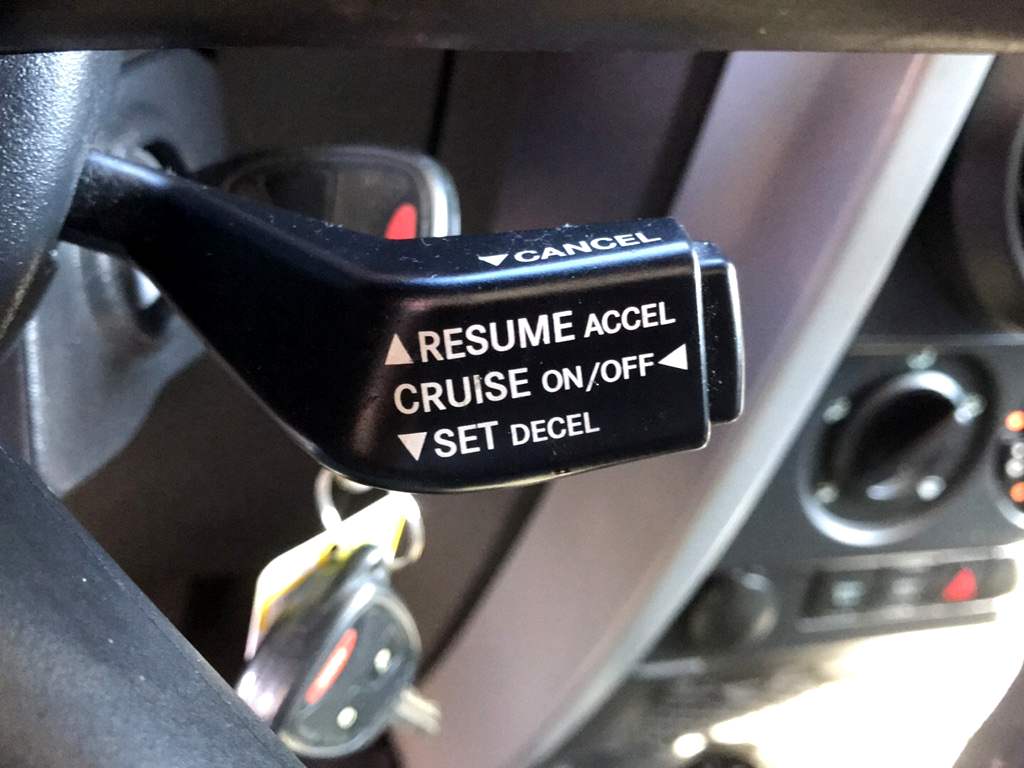 ▼CANCEL
▲RESUME ACCEL
CRUISE ON/OFF◀
▼SET DECEL